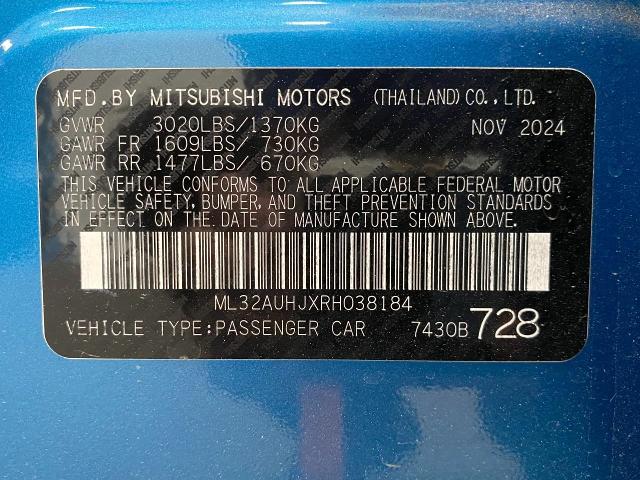 MFD.BY MITSUBISHI MOTORS (THAILAND)CO.,LTD.
GVWR 3020LBS/1370KG NOV 2024
GAWR FR 1609LBS/ 730KG
GAWR RR 1477LBS/ 670KG
THIS VEHICLE CONFORMS TO ALL APPLICABLE FEDERAL MOTOR
VEHICLE SAFETY, BUMPER, AND THEFT PREVENTION STANDARDS
IN EFFECT ON THE DATE OF MANUFACTURE SHOWN ABOVE.
ML32AUHJXRH038184
VEHICLE TYPE:PASSENGER CAR 7430B 728